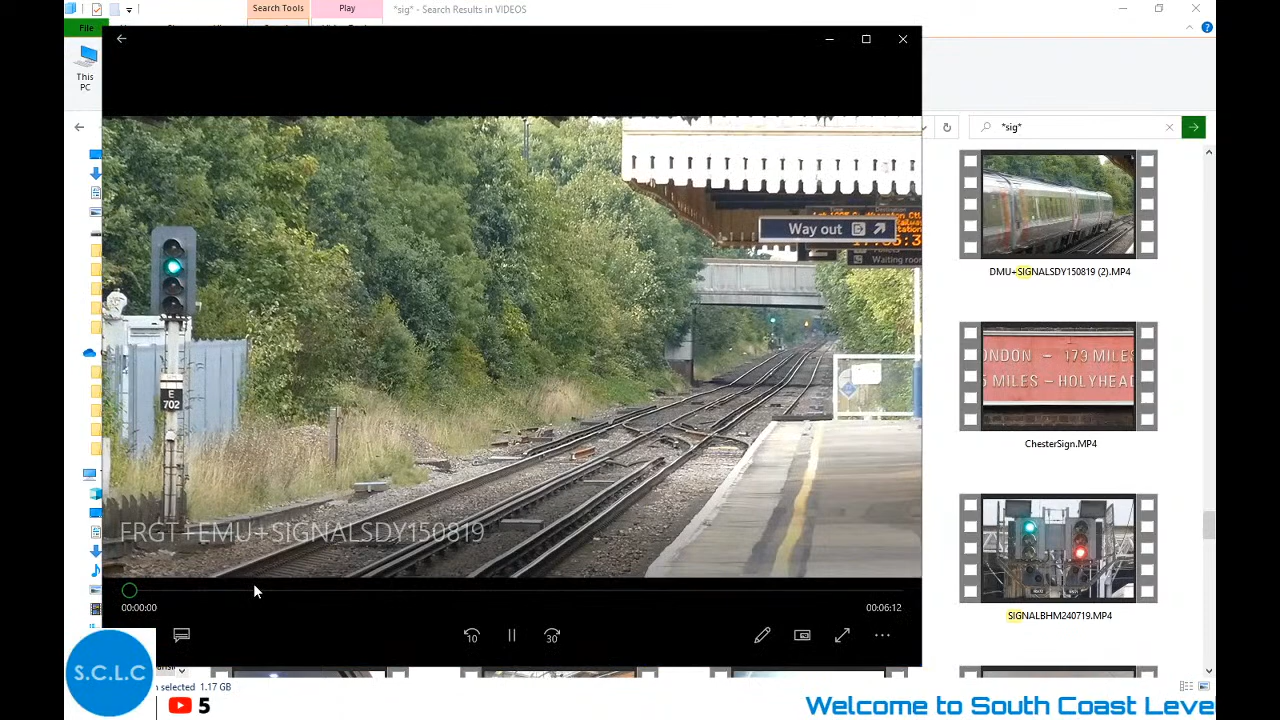 Search Tools
Play
*sig* - Search Results in VIDEOS
File
This
PC
*sig*
Way out
Waiting room
E
702
FRGT+EMU+SIGNALSDY150819
00:00:00
00:06:12
10
30
DMU+SIGNALSDY150819 (2).MP4
ONDON - 179 MILES
MILES - HOLYHEAD
ChesterSign.MP4
SIGNALBHM240719.MP4
S.C.L.C
selected
1.17 GB
5
Welcome to South Coast Leve